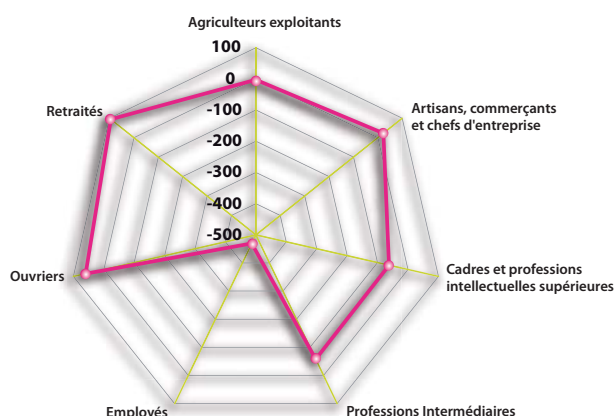 Agriculteurs exploitants
100
0
-100
-200
-300
-400
-500
Retraités
Artisans, commerçants
et chefs d'entreprise
Ouvriers
Cadres et professions
intellectuelles supérieures
Employés
Professions Intermédiaires